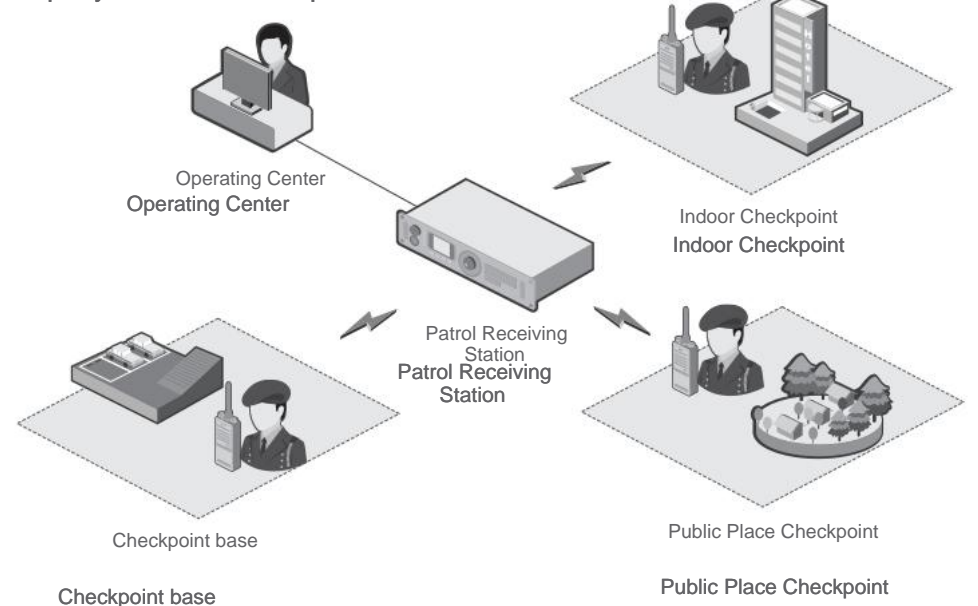 Operating Center
Operating Center
Indoor Checkpoint
Indoor Checkpoint
Patrol Receiving
Station
Patrol Receiving
Station
Public Place Checkpoint
Public Place Checkpoint
Checkpoint base
Checkpoint base